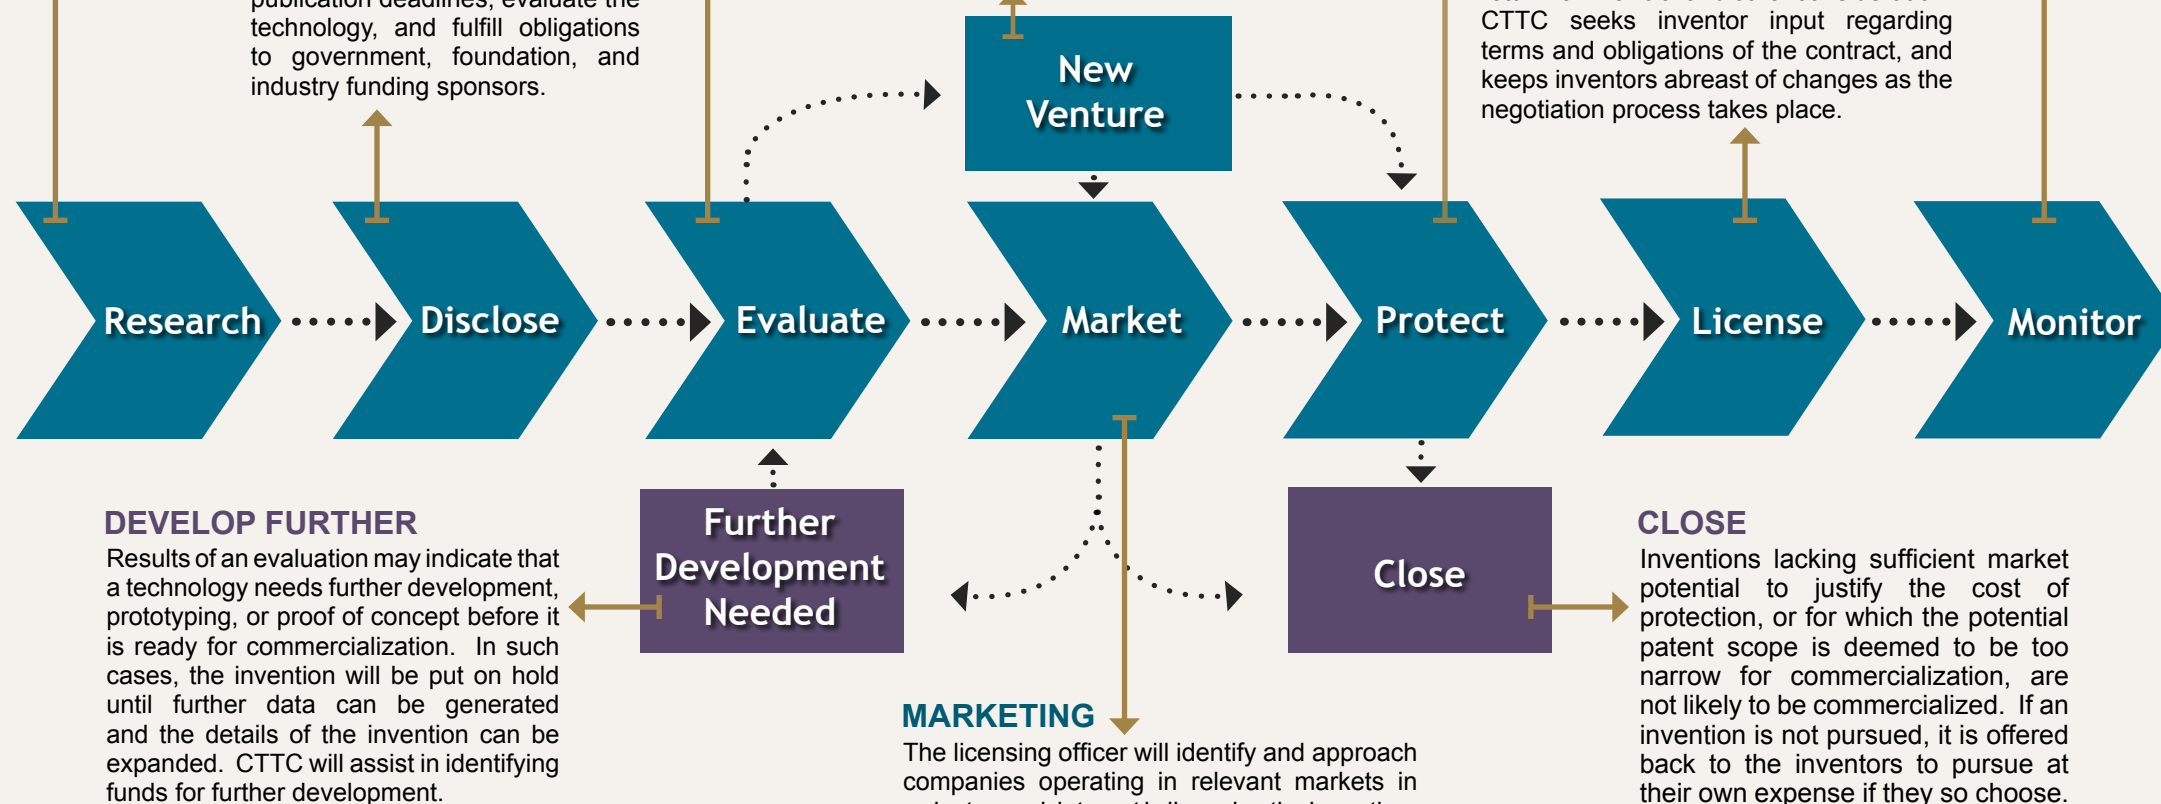 publication deadlines, evaluate the
technology, and fulfill obligations
to government, foundation, and
industry funding sponsors.
New
Venture
CTTC seeks inventor input regarding
terms and obligations of the contract, and
keeps inventors abreast of changes as the
negotiation process takes place.
Research
Disclose
Evaluate
Market
Protect
License
Monitor
DEVELOP FURTHER
Results of an evaluation may indicate that
a technology needs further development,
prototyping, or proof of concept before it
is ready for commercialization. In such
cases, the invention will be put on hold
until further data can be generated
and the details of the invention can be
expanded. CTTC will assist in identifying
funds for further development.
Further
Development
Needed
MARKETING
The licensing officer will identify and approach
companies operating in relevant markets in
Close
CLOSE
Inventions lacking sufficient market
potential to justify the cost of
protection, or for which the potential
patent scope is deemed to be too
narrow for commercialization, are
not likely to be commercialized. If an
invention is not pursued, it is offered
back to the inventors to pursue at
their own expense if they so choose.